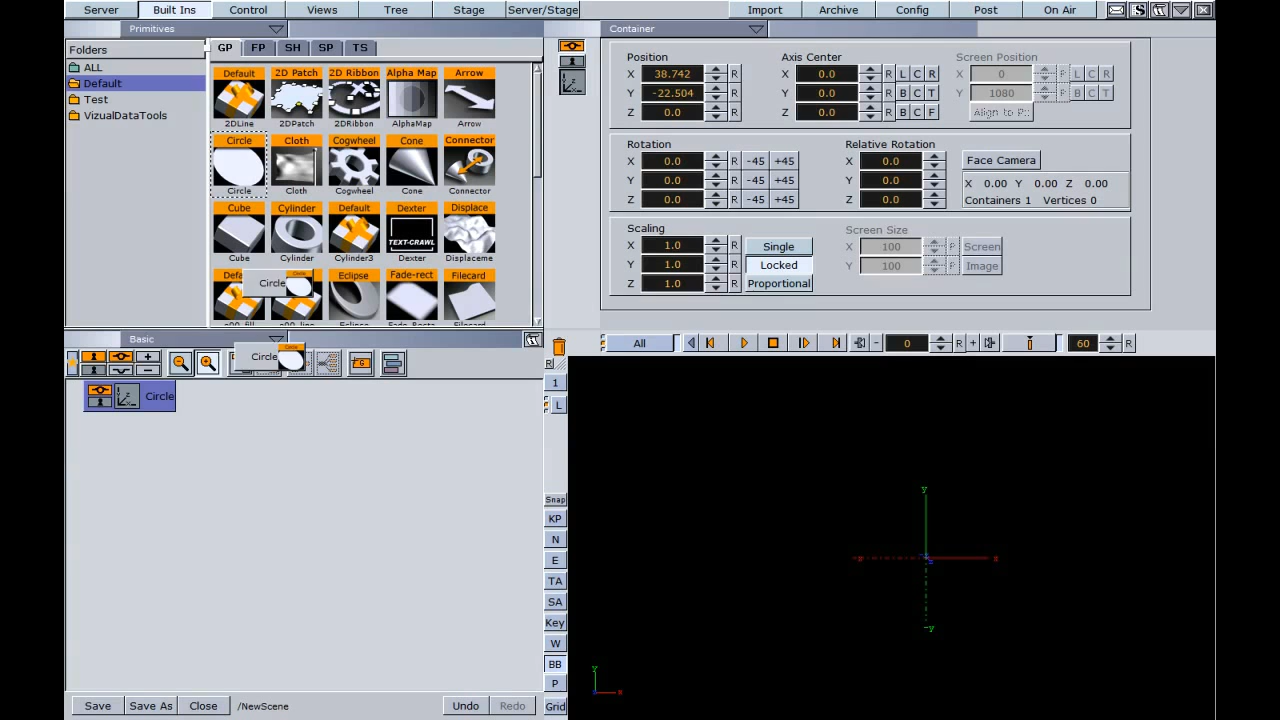 Server Built Ins Control Views Tree Stage Server/Stage Import Archive Config Post On Air
Primitives
Folders
ALL
Default
Test
VizualDataTools
GP FP SH SP TS
Default 2D Patch 2D Ribbon Alpha Map Arrow
2DLine 2DPatch 2DRibbon AlphaMap Arrow
Circle Cloth Cogwheel Cone Connector
Circle Cloth Cogwheel Cone Connector
Cube Cylinder Default Dexter Displace
TEXT-CRAWL
Cube Cylinder Cylinder3 Dexter Displaceme
Circle Eclipse Fade-rect Filecard
Circle
Container
Position Axis Center Screen Position
X 38.742 R 0.0 R L C R X 0 P L C R
Y -22.504 R 0.0 R B C T Y 1080 P B C T
Z 0.0 R 0.0 R B C F
Rotation Relative Rotation
X 0.0 R -45 +45 X 0.0 Face Camera
Y 0.0 R -45 +45 Y 0.0 X 0.00 Y 0.00 Z 0.00
Z 0.0 R -45 +45 Z 0.0 Containers 1 Vertices 0
Scaling Screen Size
X 1.0 R Single X 100 P Screen
Y 1.0 R Locked Y 100 P Image
Z 1.0 R Proportional
Basic
Circle
Circle
Circle
All 0 R - + 60 R
R
1
L
Snap
KP
N
E
TA
SA
Key
W
BB
P
Grid
y
x x
-y
y
x
Save Save As Close /NewScene Undo Redo